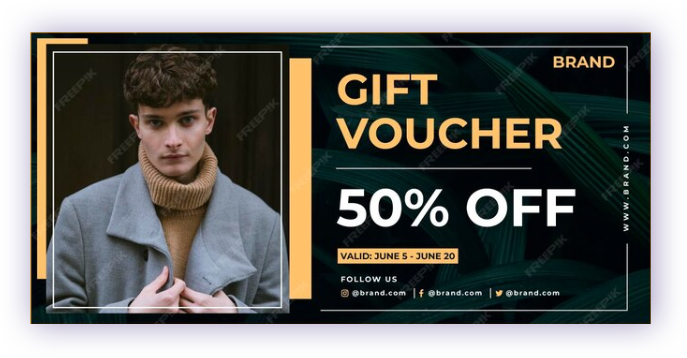 BRAND
GIFT
VOUCHER
50% OFF
VALID: JUNE 5 - JUNE 20
FOLLOW US
@brand.com | @brand.com | @brand.com
WWW.BRAND.COM
FREEPIK